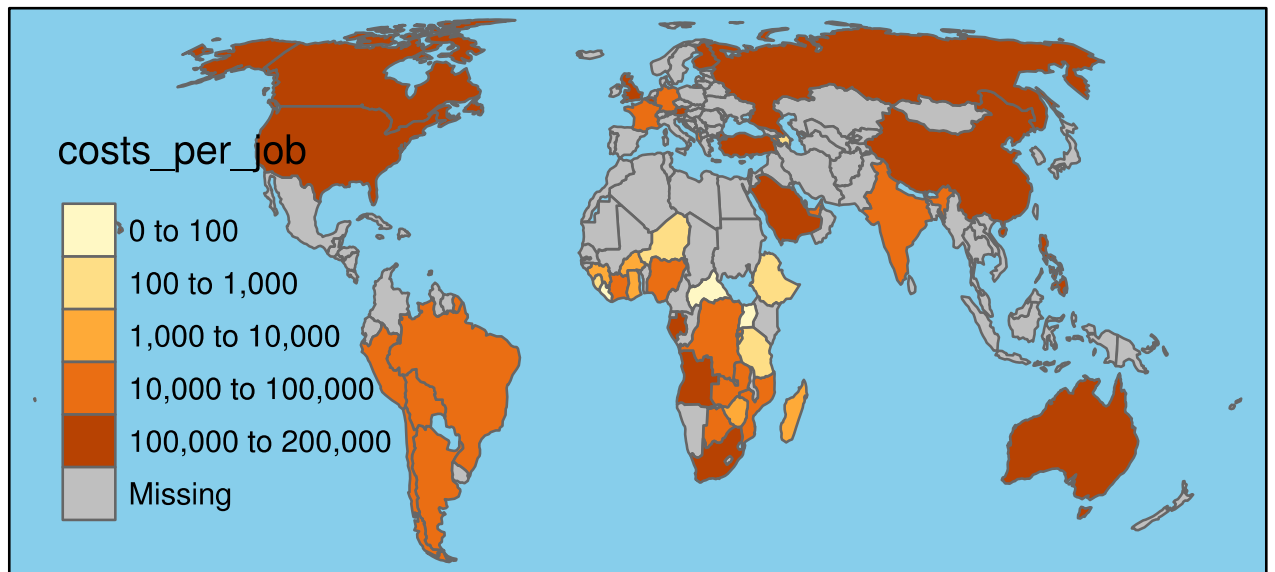 costs_per_job
0 to 100
100 to 1,000
1,000 to 10,000
10,000 to 100,000
100,000 to 200,000
Missing